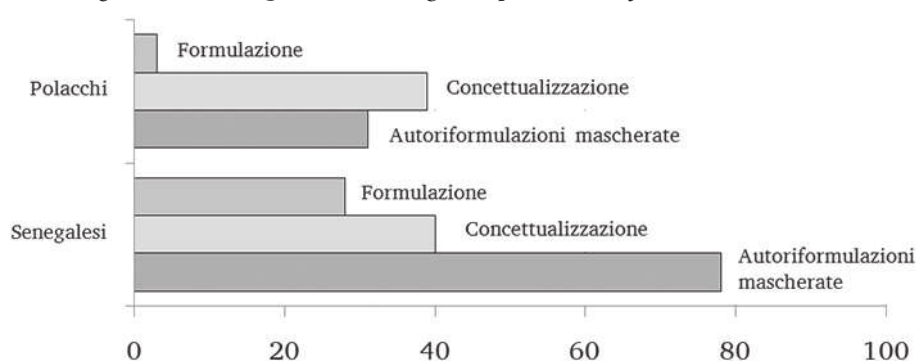 Formulazione
Polacchi
Concettualizzazione
Autoriformulazioni mascherate
Formulazione
Senegalesi
Concettualizzazione
Autoriformulazioni
mascherate
0 20 40 60 80 100